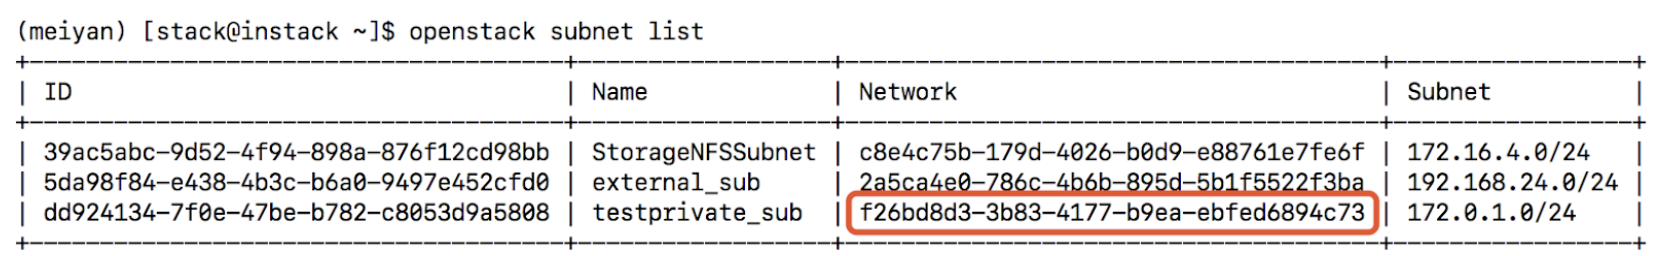 (meiyan) [stack@instack ~]$ openstack subnet list
+--------------------------------------+------------------+--------------------------------------+-----------------+
| ID                                   | Name             | Network                              | Subnet          |
+--------------------------------------+------------------+--------------------------------------+-----------------+
| 39ac5abc-9d52-4f94-898a-876f12cd98bb | StorageNFSSubnet | c8e4c75b-179d-4026-b0d9-e88761e7fe6f | 172.16.4.0/24   |
| 5da98f84-e438-4b3c-b6a0-9497e452cfd0 | external_sub     | 2a5ca4e0-786c-4b6b-895d-5b1f5522f3ba | 192.168.24.0/24 |
| dd924134-7f0e-47be-b782-c8053d9a5808 | testprivate_sub  | f26bd8d3-3b83-4177-b9ea-ebfed6894c73 | 172.0.1.0/24    |
+--------------------------------------+------------------+--------------------------------------+-----------------+